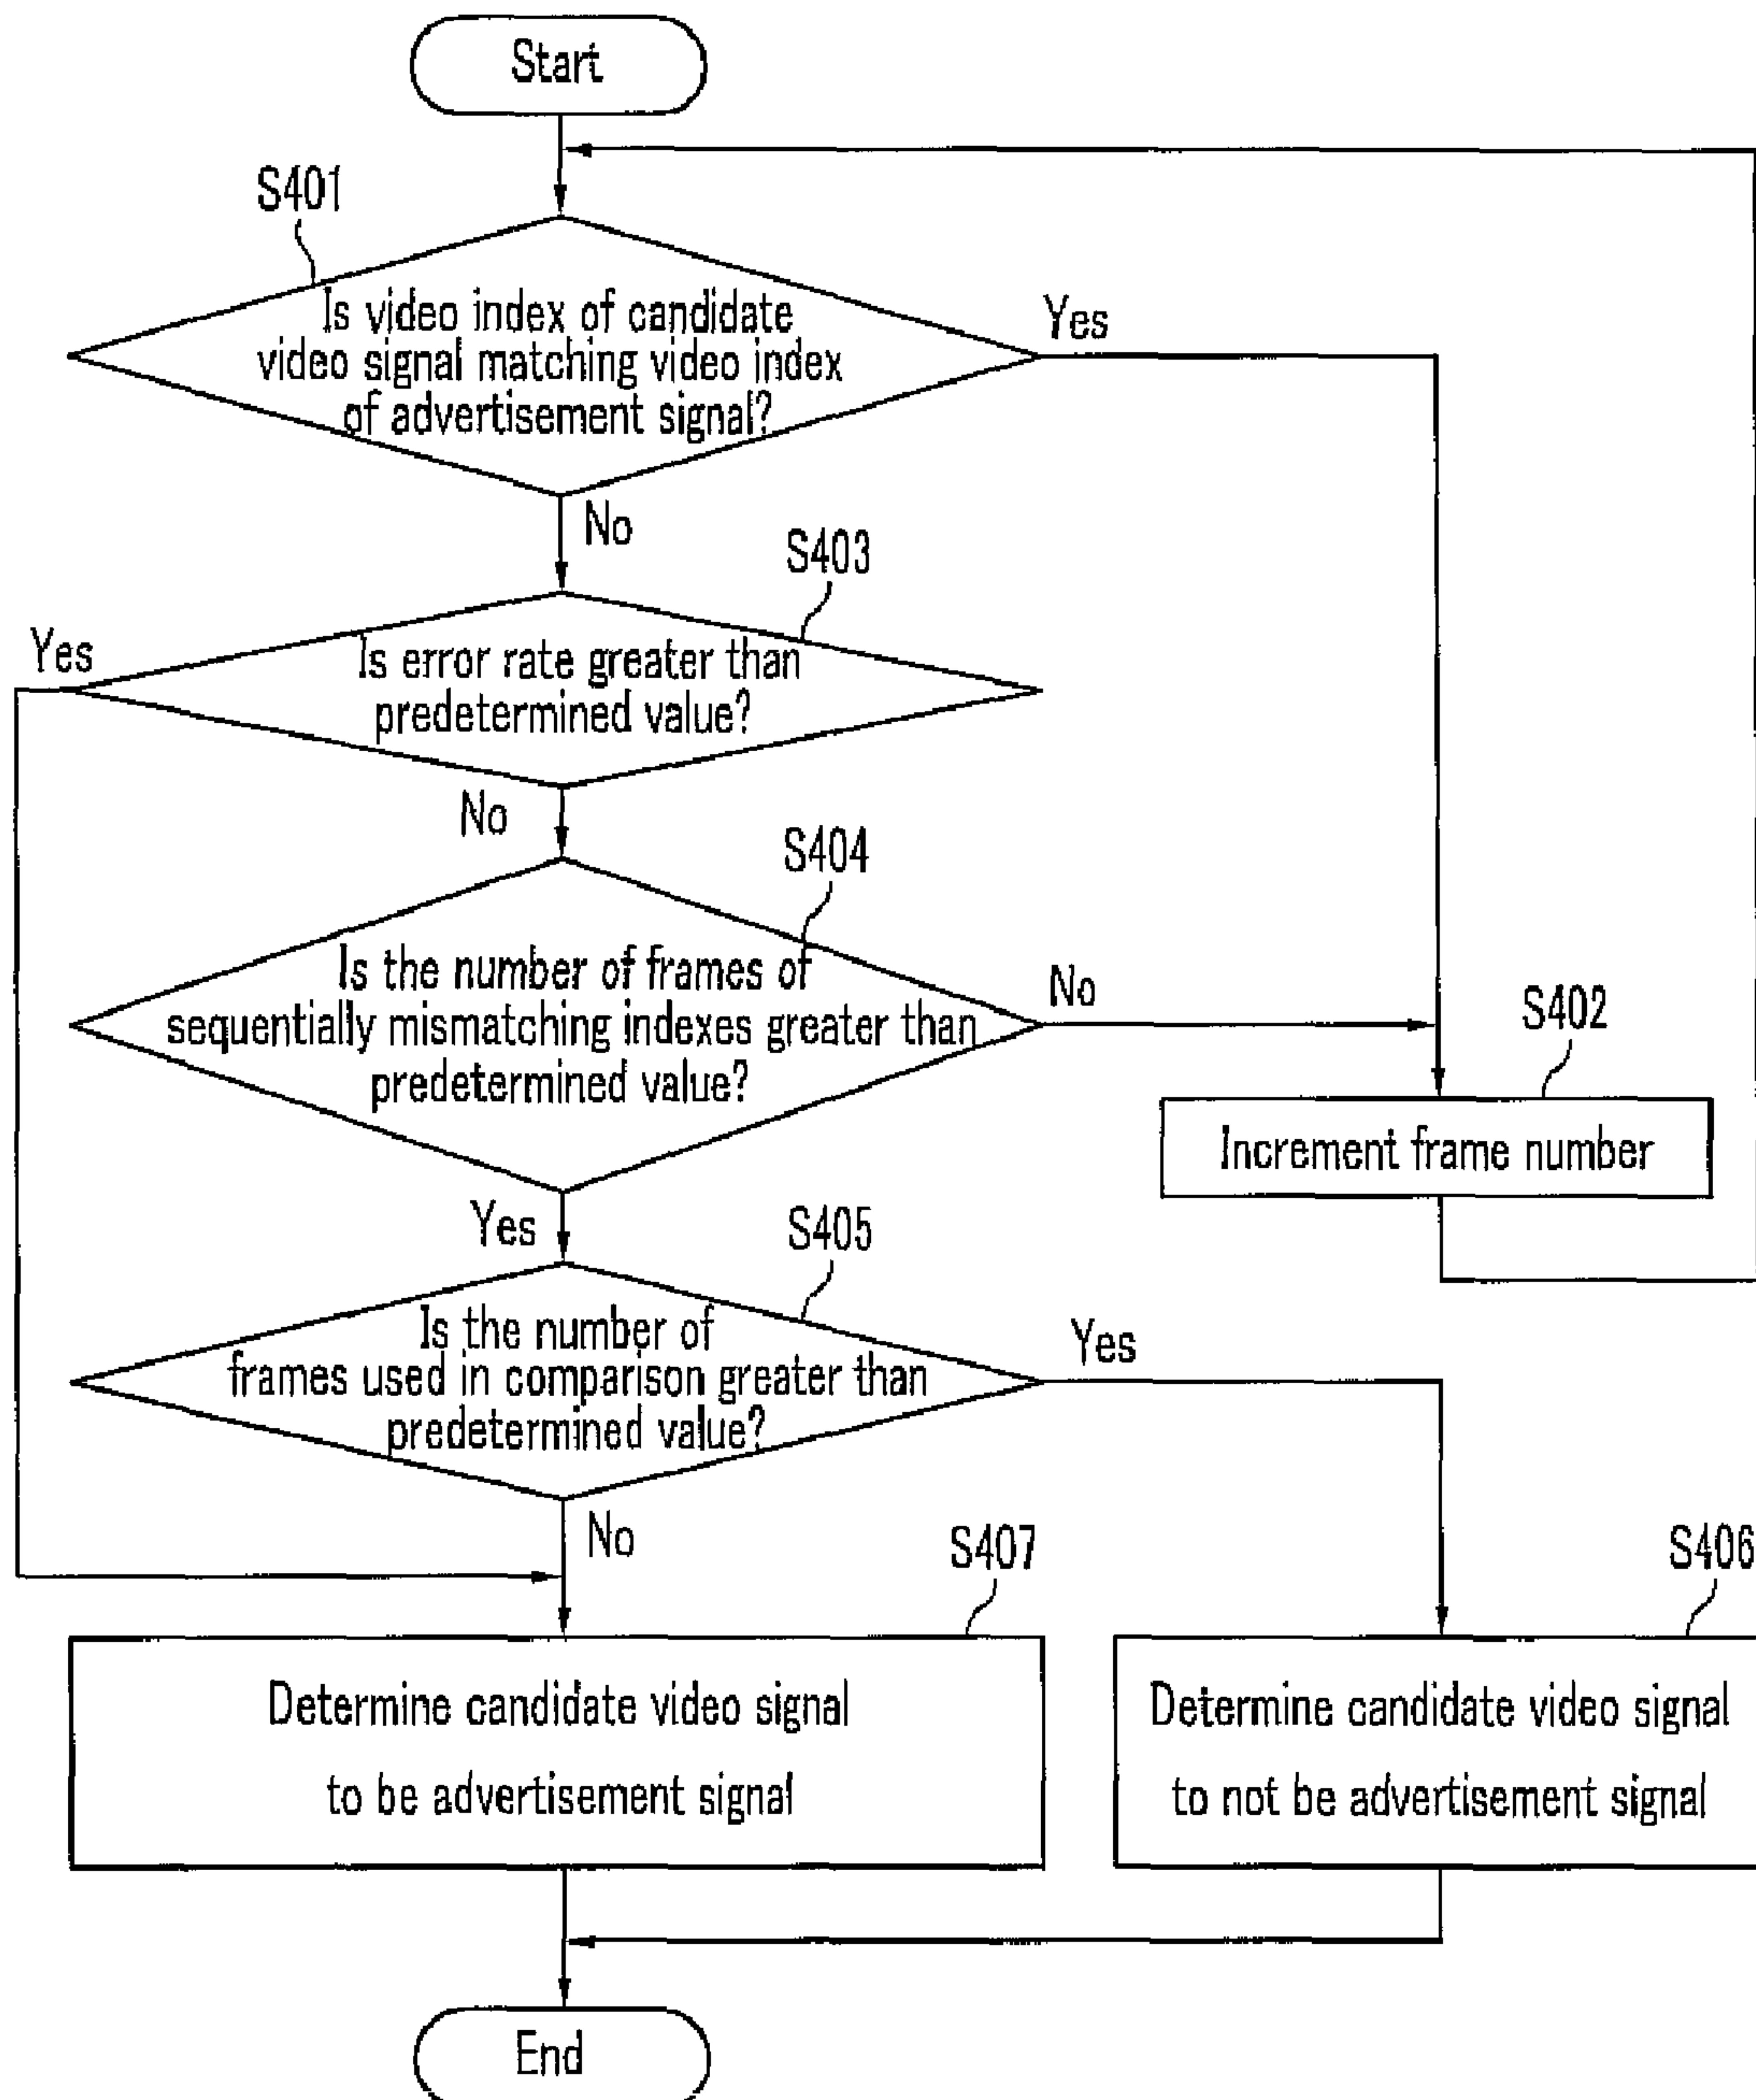 Start
S401
Is video index of candidate
video signal matching video index
of advertisement signal?
Yes
No
S403
Yes
Is error rate greater than
predetermined value?
No
S404
Is the number of frames of
sequentially mismatching indexes greater than
predetermined value?
No
S402
Increment frame number
Yes
S405
Is the number of
frames used in comparison greater than
predetermined value?
Yes
No
S407
S406
Determine candidate video signal
to be advertisement signal
Determine candidate video signal
to not be advertisement signal
End